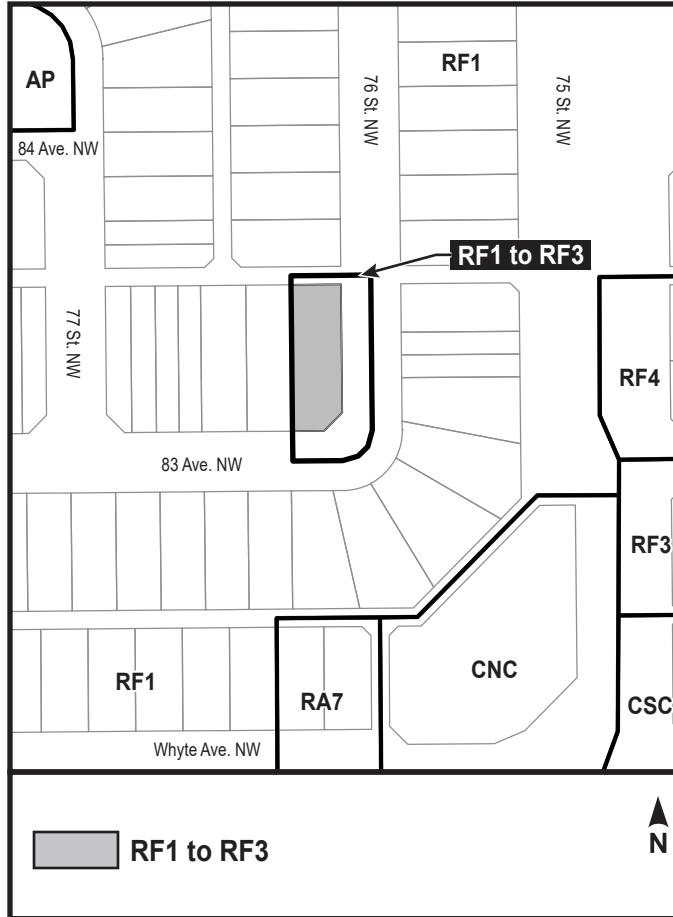 AP
RF1
76 St. NW
75 St. NW
84 Ave. NW
RF1 to RF3
77 St. NW
RF4
83 Ave. NW
RF3
RF1
RA7
CNC
CSC
Whyte Ave. NW
RF1 to RF3
N